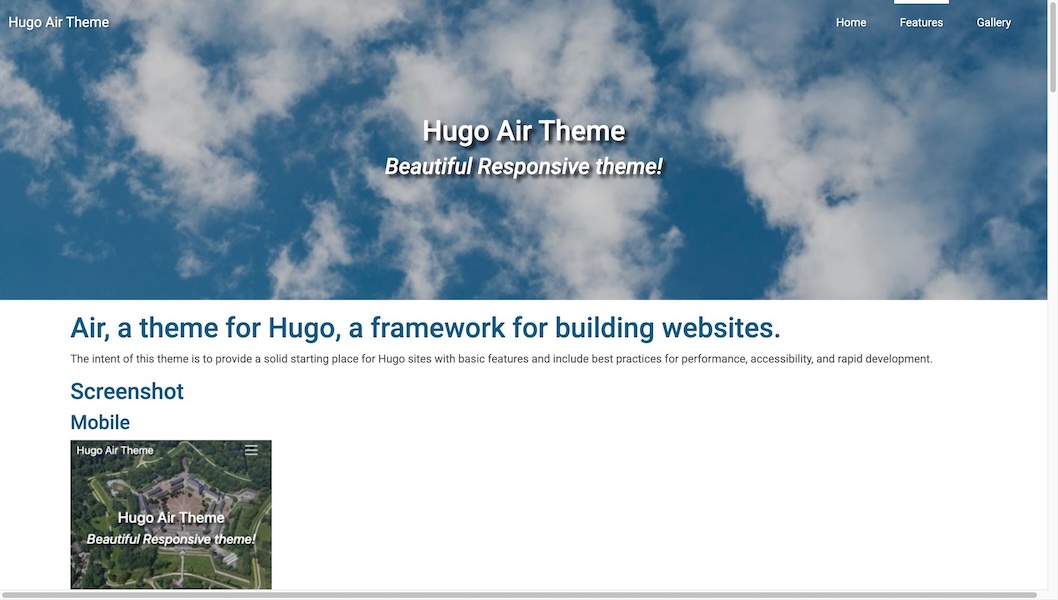 Hugo Air Theme
Home Features Gallery
Hugo Air Theme
Beautiful Responsive theme!
Air, a theme for Hugo, a framework for building websites.
The intent of this theme is to provide a solid starting place for Hugo sites with basic features and include best practices for performance, accessibility, and rapid development.
Screenshot
Mobile
Hugo Air Theme
Hugo Air Theme
Beautiful Responsive theme!